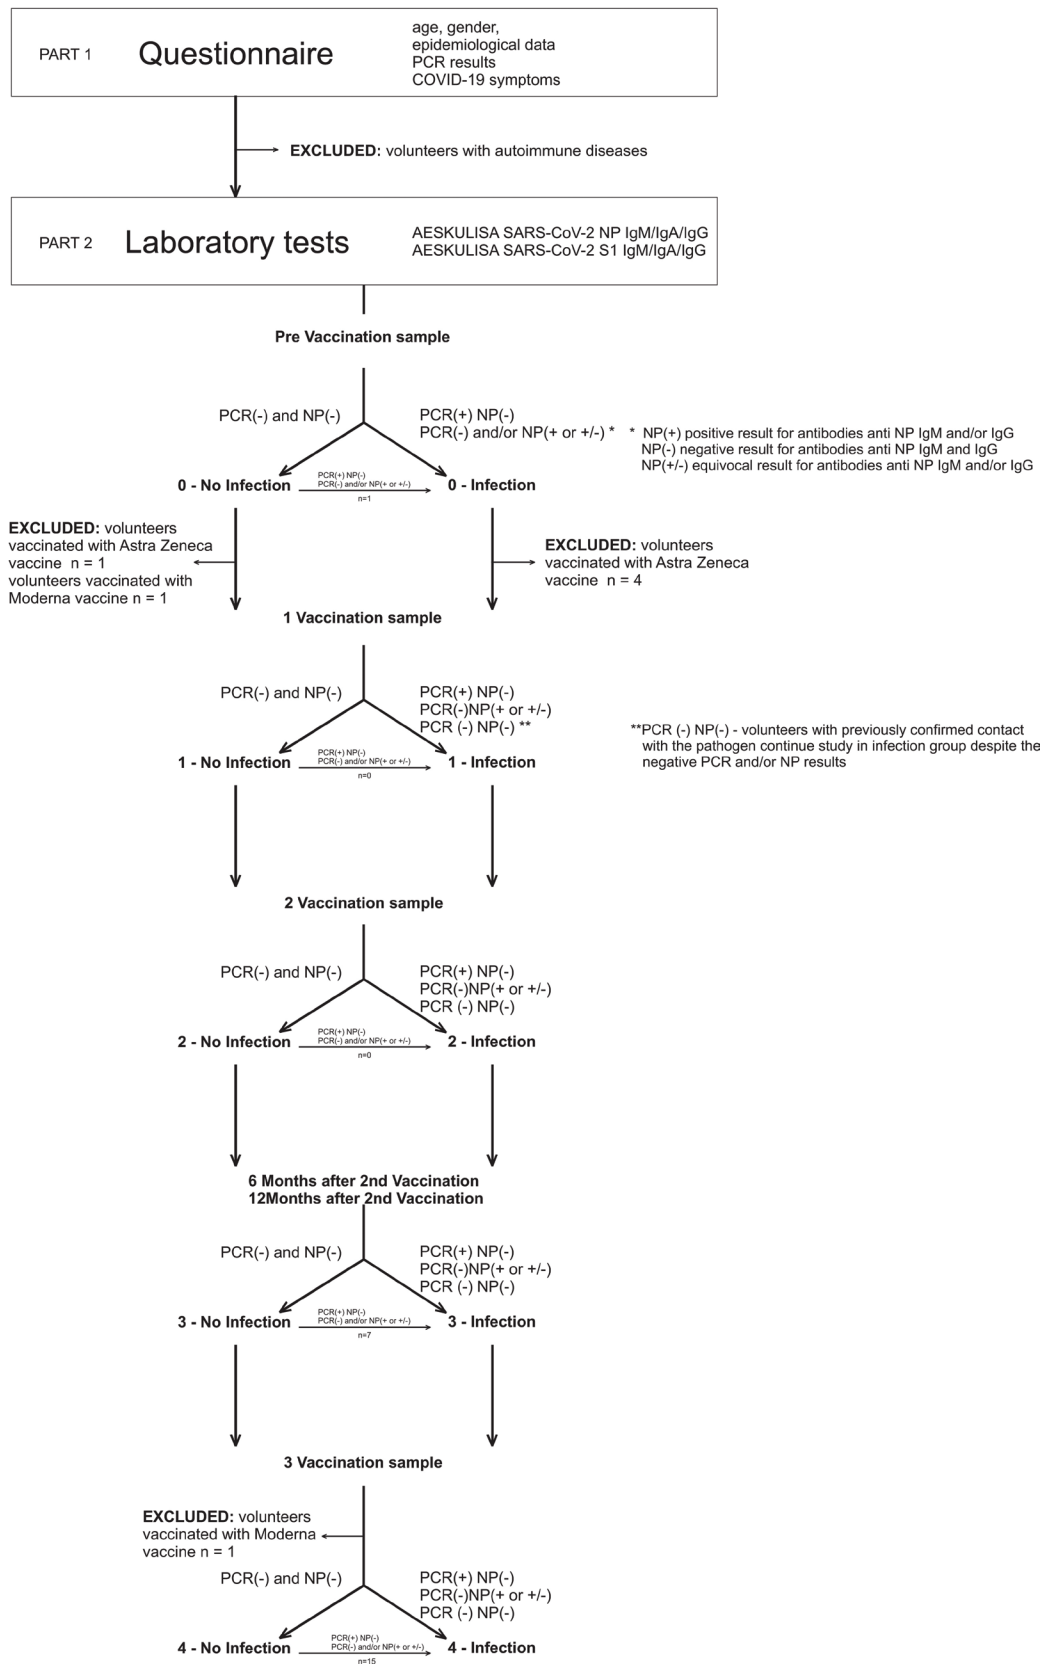 PART 1
Questionnaire
age, gender,
epidemiological data
PCR results
COVID-19 symptoms
EXCLUDED: volunteers with autoimmune diseases
PART 2
Laboratory tests
AESKULISA SARS-CoV-2 NP IgM/IgA/IgG
AESKULISA SARS-CoV-2 S1 IgM/IgA/IgG
Pre Vaccination sample
PCR(-) and NP(-)
PCR(+) NP(-)
PCR(-) and/or NP(+ or +/-) *
* NP(+) positive result for antibodies anti NP IgM and/or IgG
NP(-) negative result for antibodies anti NP IgM and IgG
NP(+/-) equivocal result for antibodies anti NP IgM and/or IgG
0 - No Infection
PCR(+) NP(-)
PCR(-) and/or NP(+ or +/-)
n=1
0 - Infection
EXCLUDED: volunteers
vaccinated with Astra Zeneca
vaccine n = 1
volunteers vaccinated with
Moderna vaccine n = 1
EXCLUDED: volunteers
vaccinated with Astra Zeneca
vaccine n = 4
1 Vaccination sample
PCR(-) and NP(-)
PCR(+) NP(-)
PCR(-)NP(+ or +/-)
PCR (-) NP(-) **
**PCR (-) NP(-) - volunteers with previously confirmed contact
with the pathogen continue study in infection group despite the
negative PCR and/or NP results
1 - No Infection
PCR(+) NP(-)
PCR(-) and/or NP(+ or +/-)
n=0
1 - Infection
2 Vaccination sample
PCR(-) and NP(-)
PCR(+) NP(-)
PCR(-)NP(+ or +/-)
PCR (-) NP(-)
2 - No Infection
PCR(+) NP(-)
PCR(-) and/or NP(+ or +/-)
n=0
2 - Infection
6 Months after 2nd Vaccination
12Months after 2nd Vaccination
PCR(-) and NP(-)
PCR(+) NP(-)
PCR(-)NP(+ or +/-)
PCR (-) NP(-)
3 - No Infection
PCR(+) NP(-)
PCR(-) and/or NP(+ or +/-)
n=7
3 - Infection
3 Vaccination sample
EXCLUDED: volunteers
vaccinated with Moderna
vaccine n = 1
PCR(-) and NP(-)
PCR(+) NP(-)
PCR(-)NP(+ or +/-)
PCR (-) NP(-)
4 - No Infection
PCR(+) NP(-)
PCR(-) and/or NP(+ or +/-)
n=15
4 - Infection